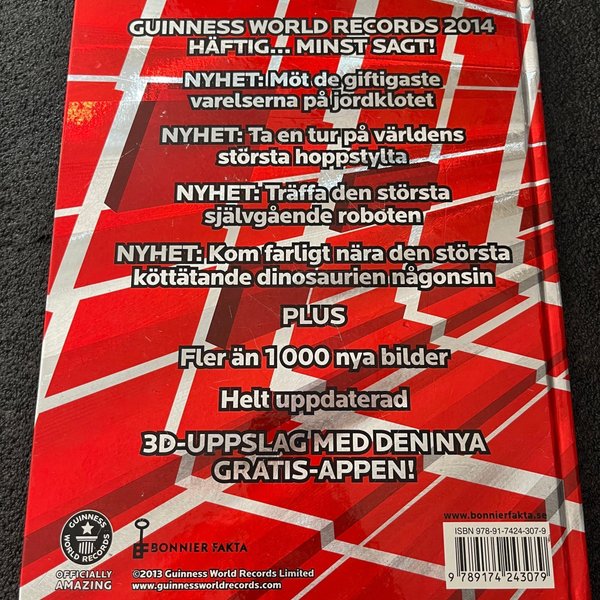 GUINNESS WORLD RECORDS 2014
HÄFTIG... MINST SAGT!
NYHET: Möt de giftigaste
varelserna på jordklotet
NYHET: Ta en tur på världens
största hoppstylta
NYHET: Träffa den största
självgående roboten
NYHET: Kom farligt nära den största
köttätande dinosaurien någonsin
PLUS
Fler än 1 000 nya bilder
Helt uppdaterad
3D-UPPSLAG MED DEN NYA
GRATIS-APPEN!
www.bonnierfakta.se
ISBN 978-91-7424-307-9
9 789174 243079
GUINNESS
WORLD RECORDS
OFFICIALLY
AMAZING
BONNIER FAKTA
©2013 Guinness World Records Limited
www.guinnessworldrecords.com